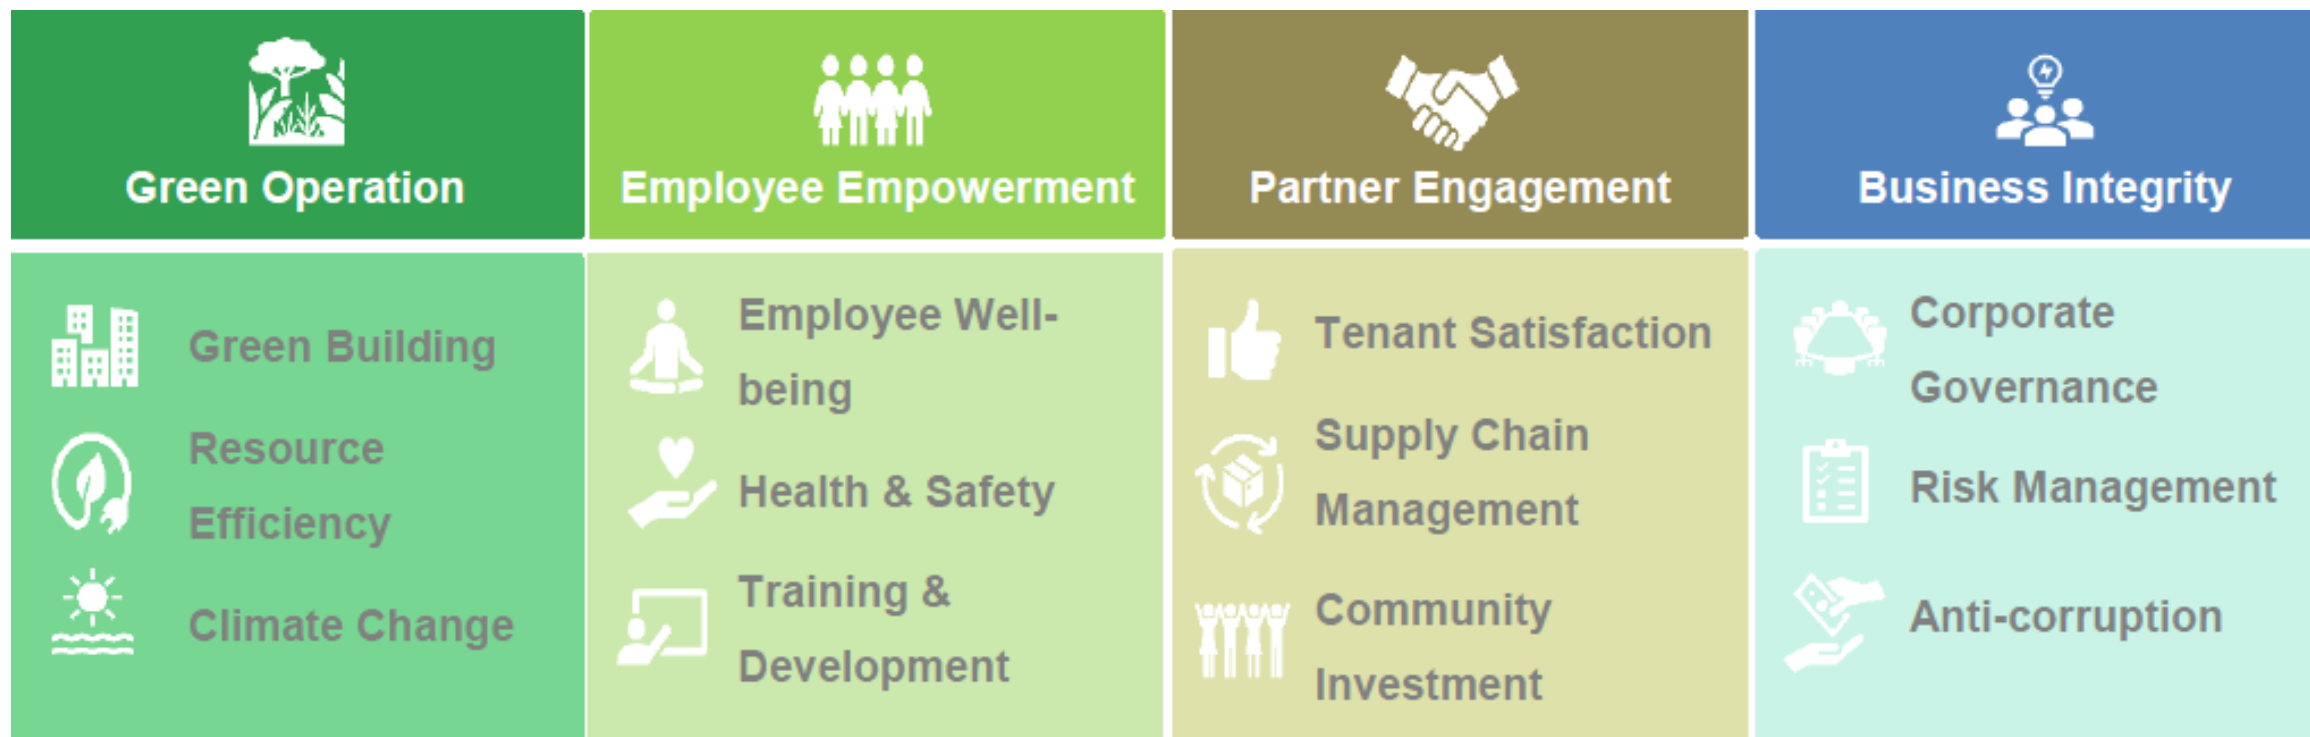 Green Operation
Employee Empowerment
Partner Engagement
Business Integrity
Green Building
Resource
Efficiency
Climate Change
Employee Well-
being
Health & Safety
Training &
Development
Tenant Satisfaction
Supply Chain
Management
Community
Investment
Corporate
Governance
Risk Management
Anti-corruption